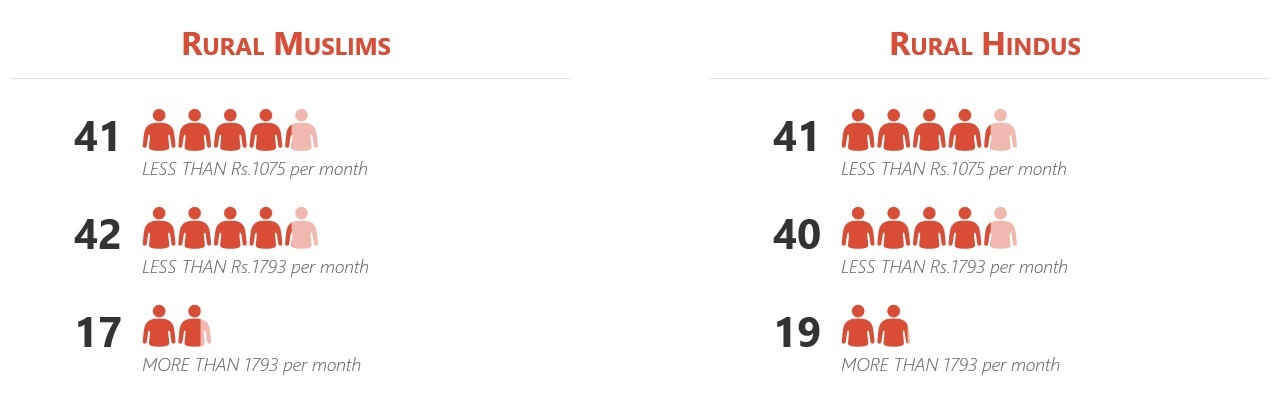 Rural Muslims
41
LESS THAN Rs.1075 per month
42
LESS THAN Rs.1793 per month
17
MORE THAN 1793 per month
Rural Hindus
41
LESS THAN Rs.1075 per month
40
LESS THAN Rs.1793 per month
19
MORE THAN 1793 per month